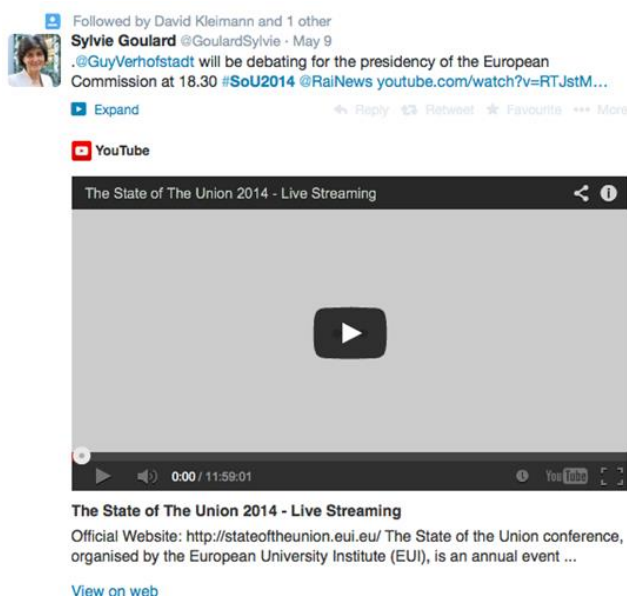 Followed by David Kleimann and 1 other
Sylvie Goulard @GoulardSylvie · May 9
.@GuyVerhofstadt will be debating for the presidency of the European
Commission at 18.30 #SoU2014 @RaiNews youtube.com/watch?v=RTJstM...
Expand Reply Retweet Favourite More
YouTube
The State of The Union 2014 - Live Streaming
0:00 / 11:59:01 YouTube
The State of The Union 2014 - Live Streaming
Official Website: http://stateoftheunion.eui.eu/ The State of the Union conference,
organised by the European University Institute (EUI), is an annual event ...
View on web